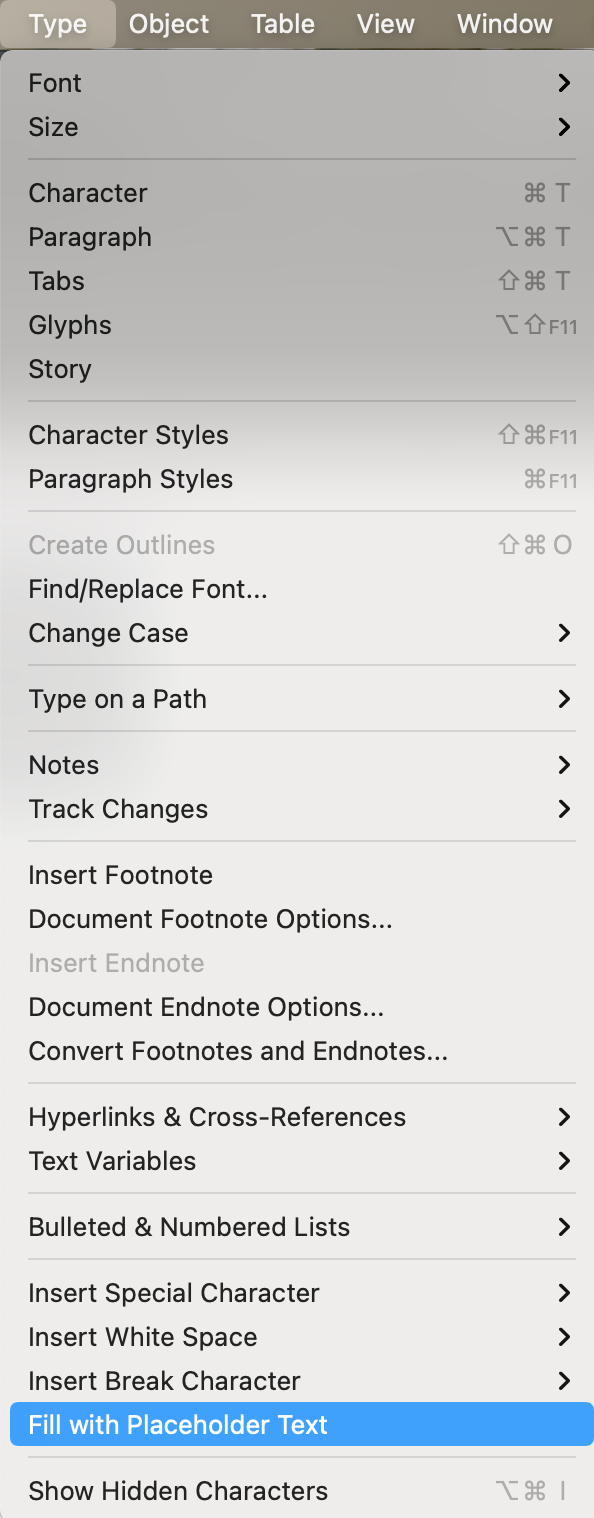 Type Object Table View Window
Font
Size
Character ⌘ T
Paragraph ⌥⌘ T
Tabs ⇧⌘ T
Glyphs ⌥⇧F11
Story
Character Styles ⇧⌘F11
Paragraph Styles ⌘F11
Create Outlines ⇧⌘ O
Find/Replace Font...
Change Case
Type on a Path
Notes
Track Changes
Insert Footnote
Document Footnote Options...
Insert Endnote
Document Endnote Options...
Convert Footnotes and Endnotes...
Hyperlinks & Cross-References
Text Variables
Bulleted & Numbered Lists
Insert Special Character
Insert White Space
Insert Break Character
Fill with Placeholder Text
Show Hidden Characters ⌥⌘ I